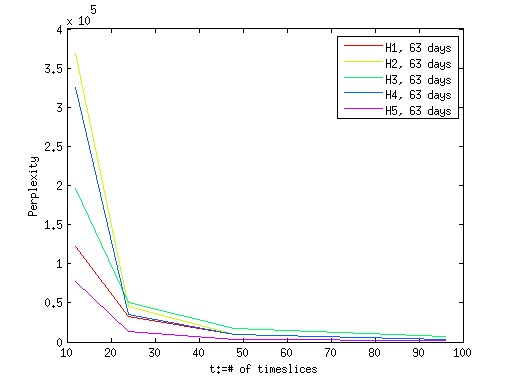 x 10
5
4
3.5
3
2.5
2
1.5
1
0.5
0
Perplexity
H1, 63 days
H2, 63 days
H3, 63 days
H4, 63 days
H5, 63 days
10 20 30 40 50 60 70 80 90 100
t:=# of timeslices